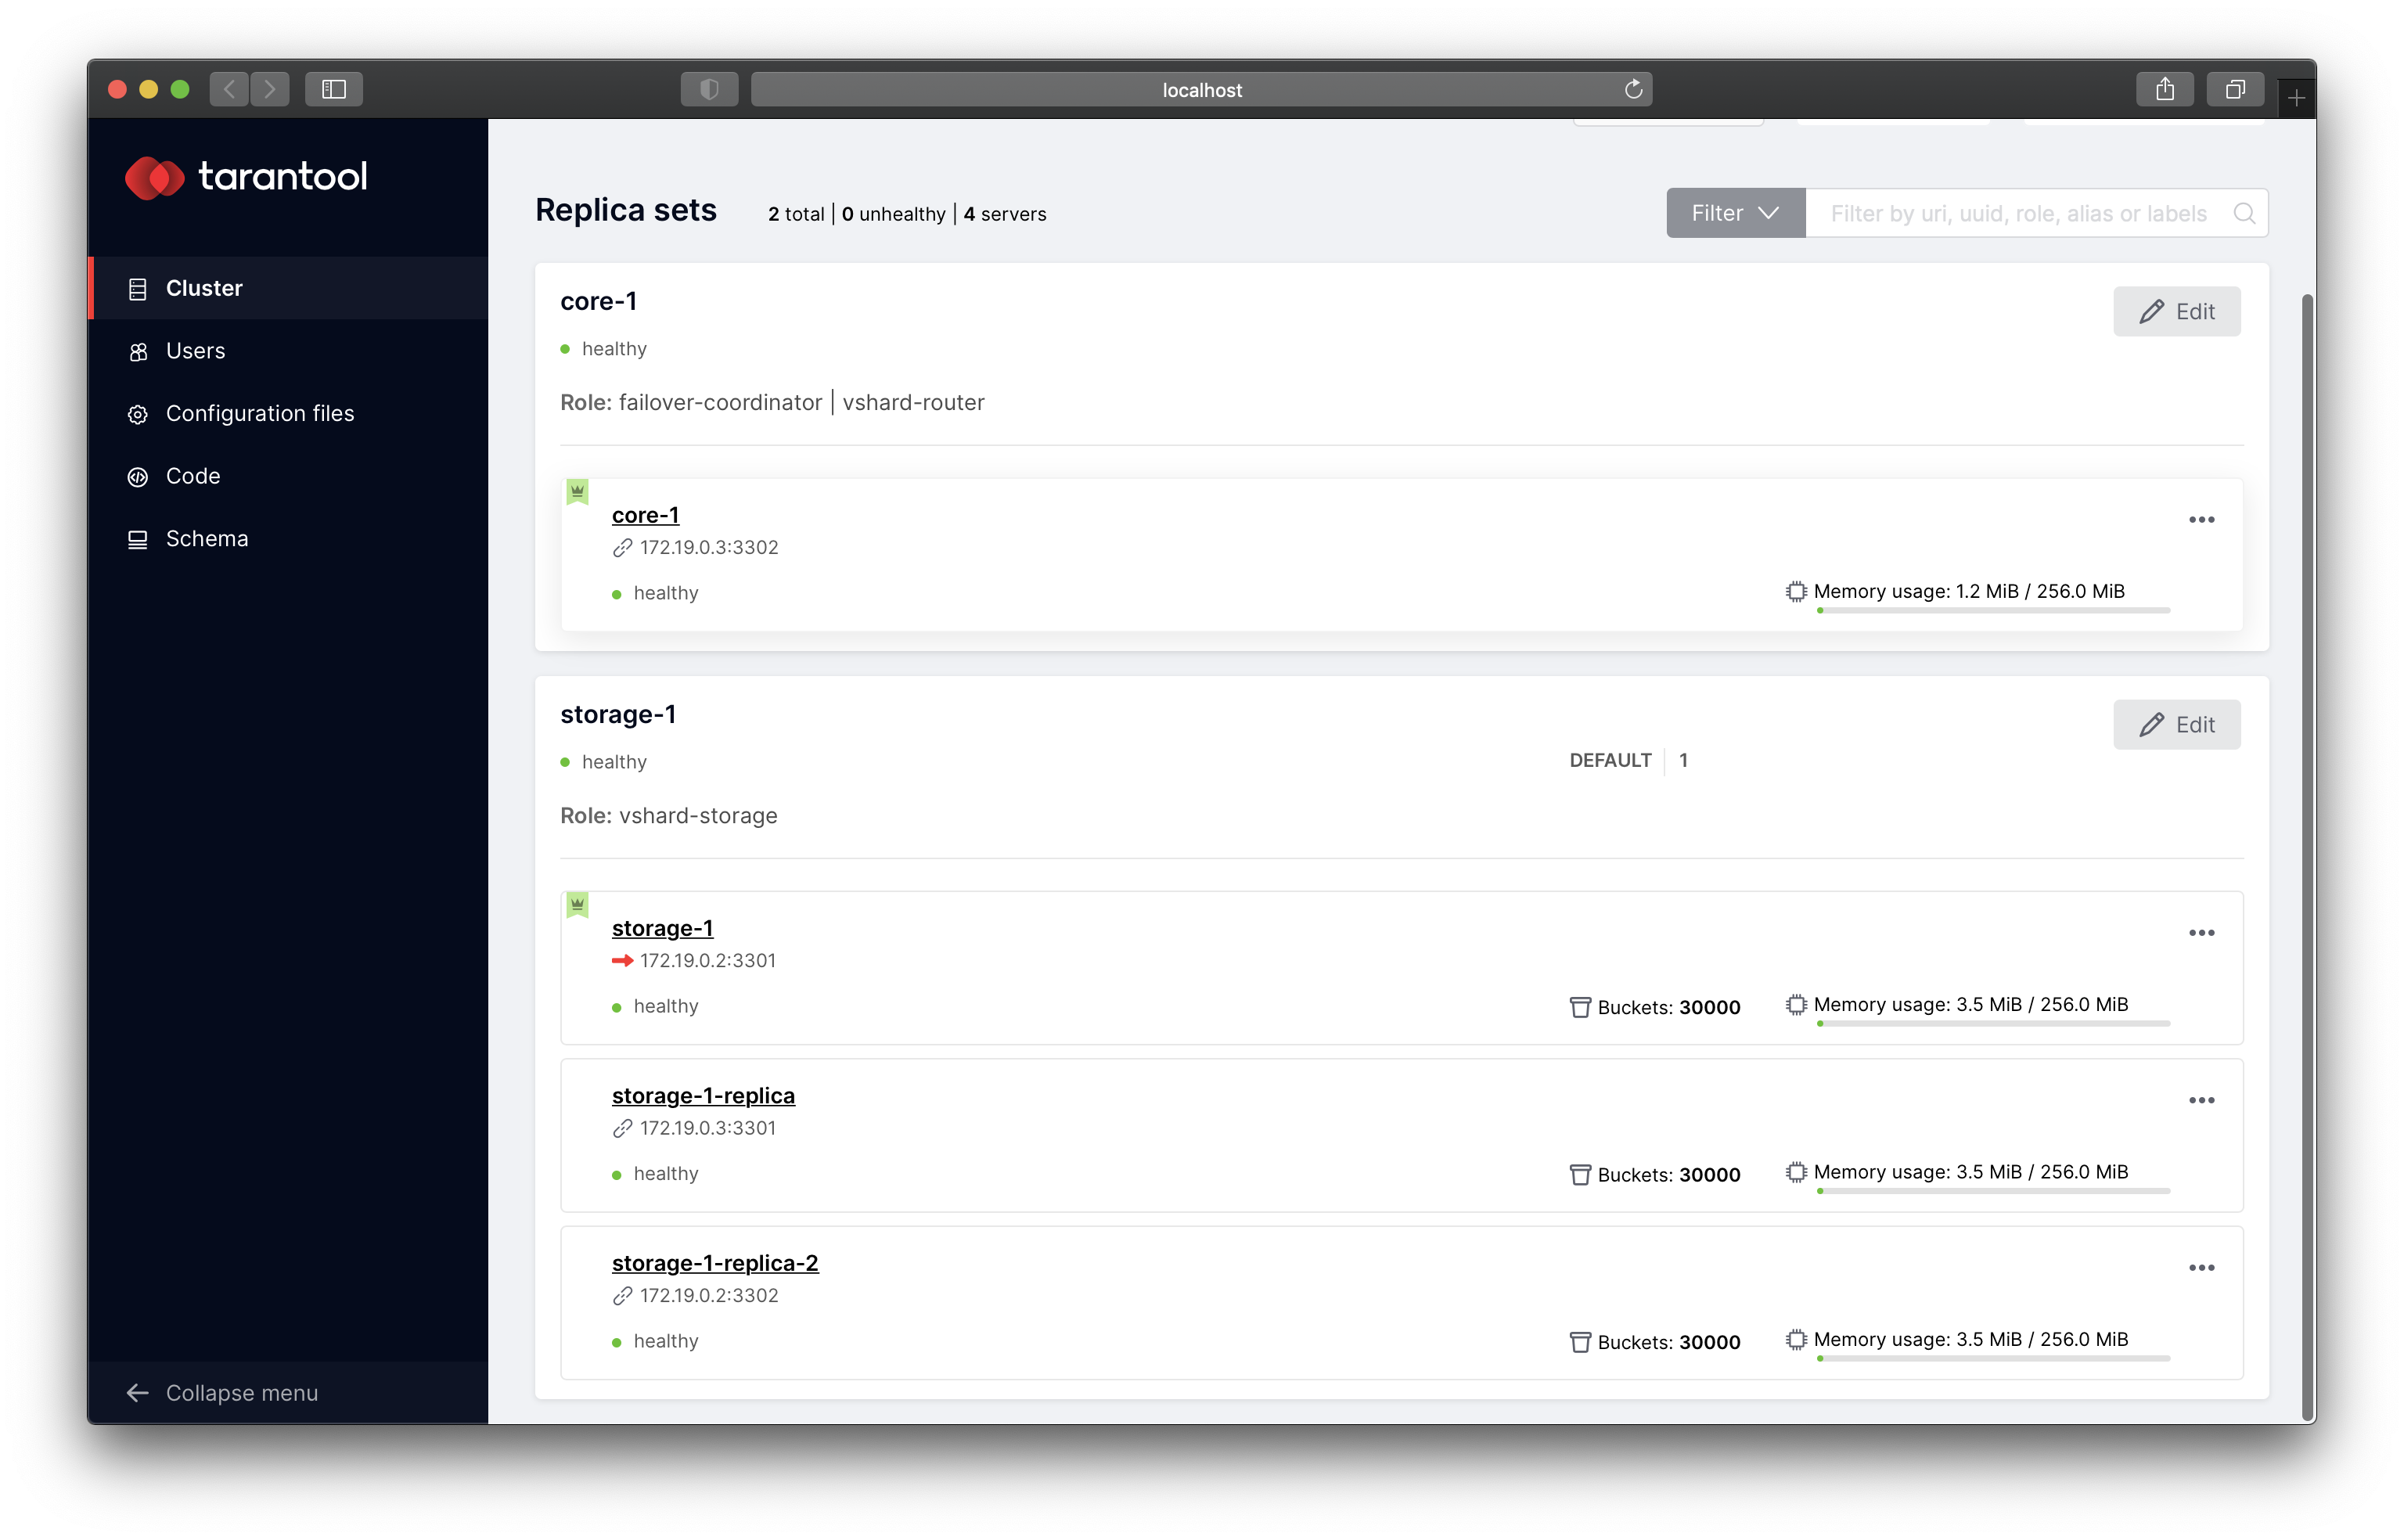 localhost
tarantool
Cluster
Users
Configuration files
Code
Schema
Collapse menu
Replica sets 2 total | 0 unhealthy | 4 servers
Filter Filter by uri, uuid, role, alias or labels
core-1
Edit
healthy
Role: failover-coordinator | vshard-router
core-1
172.19.0.3:3302
healthy Memory usage: 1.2 MiB / 256.0 MiB
storage-1
Edit
healthy DEFAULT 1
Role: vshard-storage
storage-1
172.19.0.2:3301
healthy Buckets: 30000 Memory usage: 3.5 MiB / 256.0 MiB
storage-1-replica
172.19.0.3:3301
healthy Buckets: 30000 Memory usage: 3.5 MiB / 256.0 MiB
storage-1-replica-2
172.19.0.2:3302
healthy Buckets: 30000 Memory usage: 3.5 MiB / 256.0 MiB